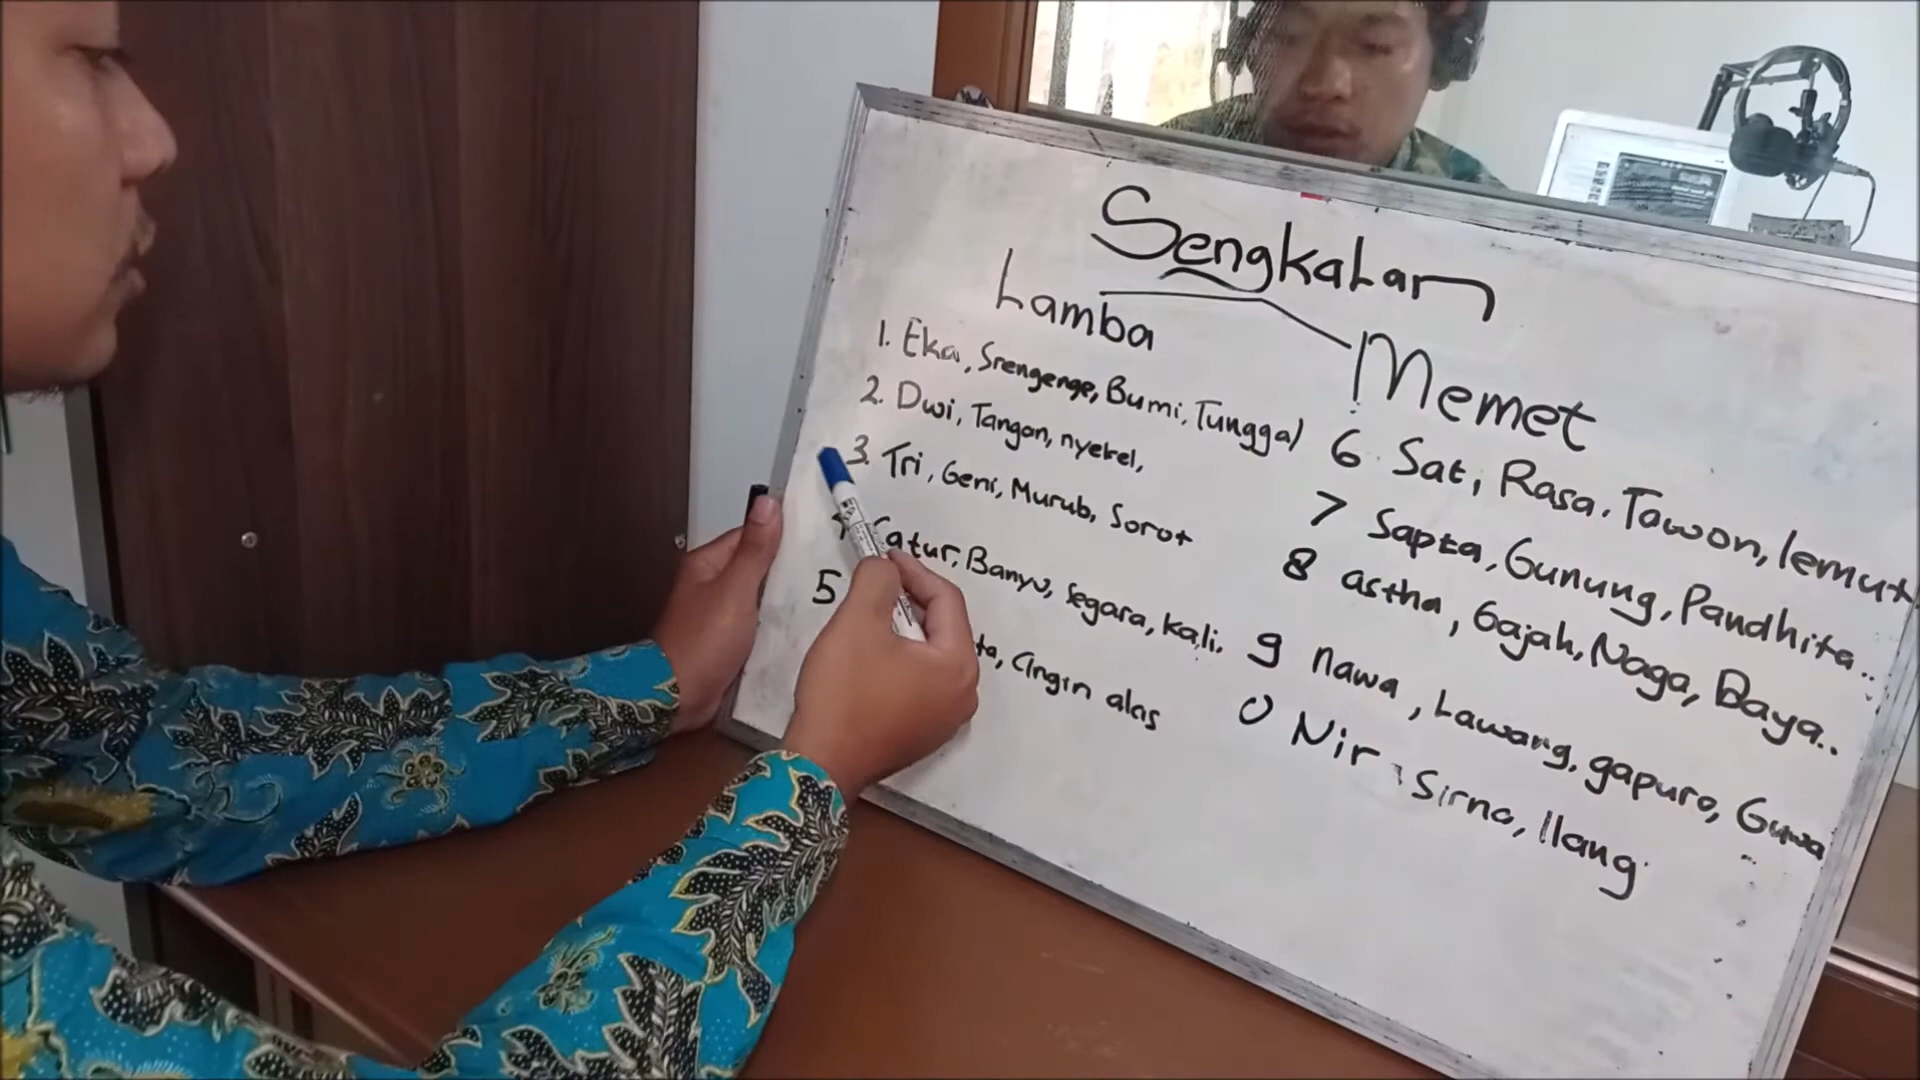 Sengkalan
Lamba
Memet
1. Eka, Srengenge, Bumi, Tunggal
2. Dwi, Tangan, nyekel,
3. Tri, Geni, Murub, Sorot
Catur, Banyu, Segara, Kali,
5
ta, Cingin alas
6 Sat, Rasa, Tawon, lemut
7 Sapta, Gunung, Pandhita..
8 astha, Gajah, Naga, Baya..
9 nawa, Lawang, gapuro, Guwa
0 Nir, Sirno, Ilang